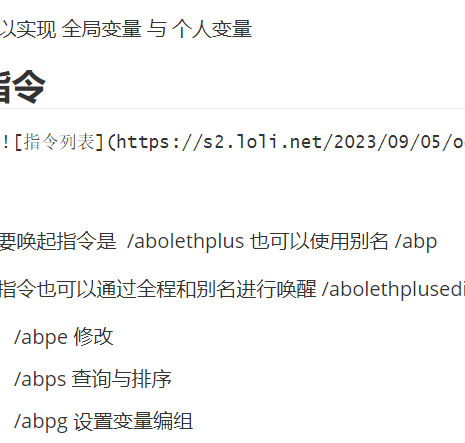 以实现 全局变量 与 个人变量
指令
![指令列表](https://s2.loli.net/2023/09/05/o
要唤起指令是 /abolethplus 也可以使用别名 /abp
指令也可以通过全程和别名进行唤醒 /abolethplusedi
/abpe 修改
/abps 查询与排序
/abpg 设置变量编组